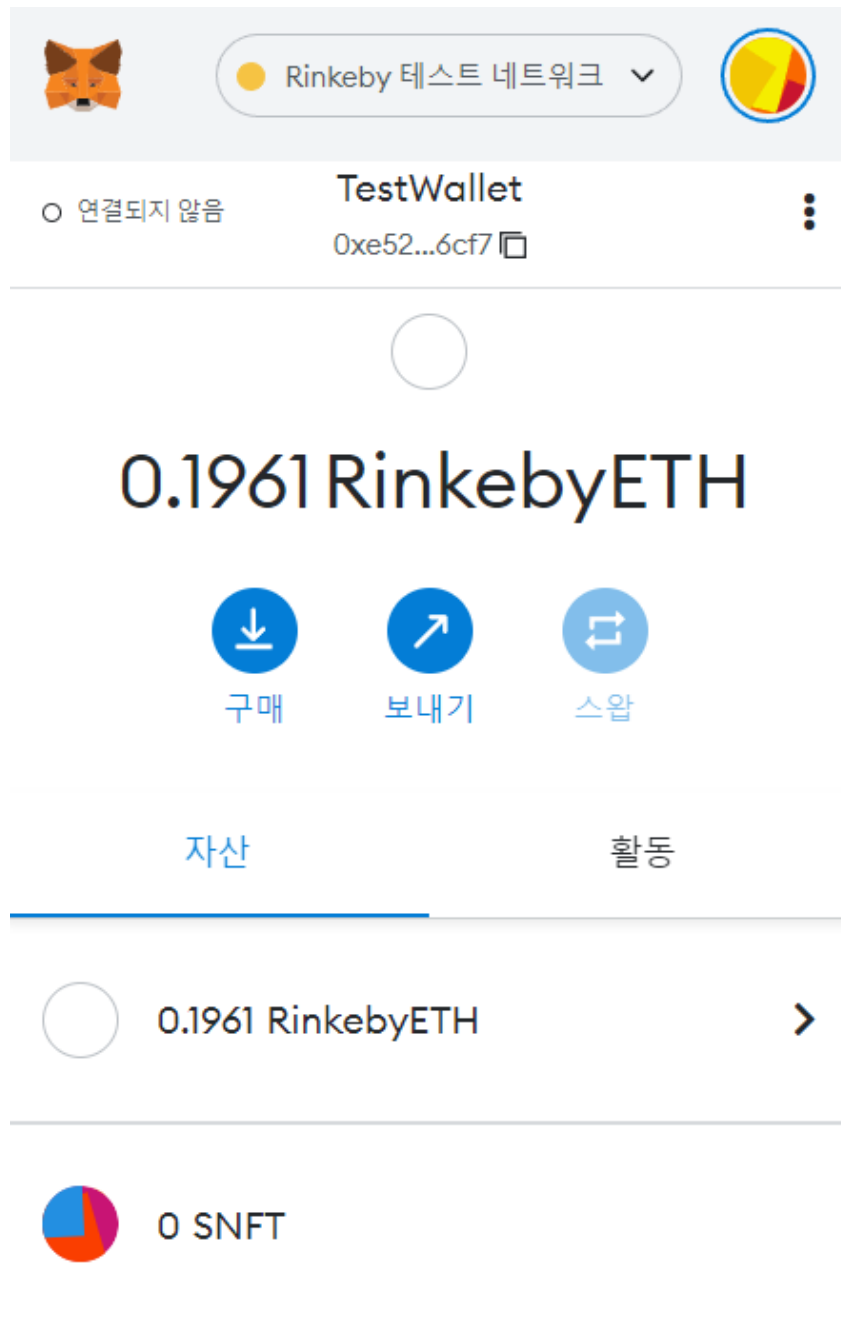 Rinkeby 테스트 네트워크
연결되지 않음
TestWallet
0xe52...6cf7
0.1961 RinkebyETH
구매
보내기
스왑
자산
활동
0.1961 RinkebyETH
0 SNFT